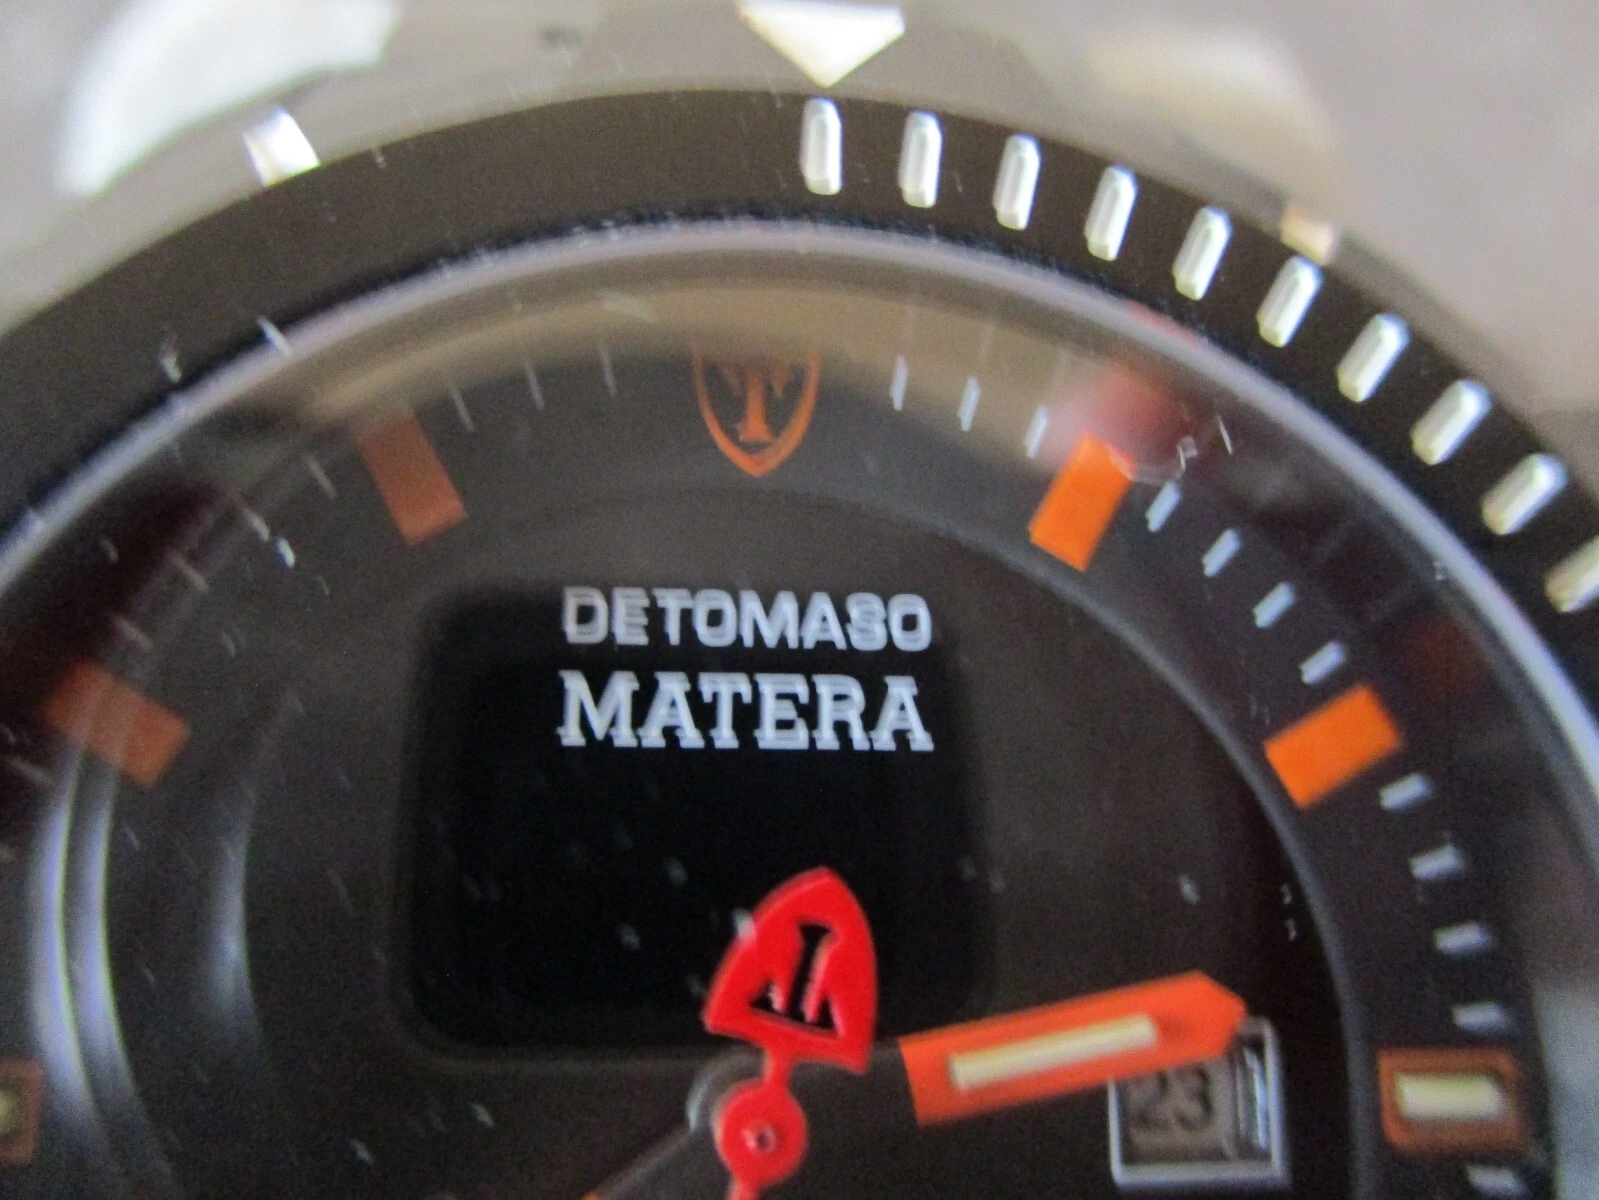 T
DETOMASO
MATERA
23